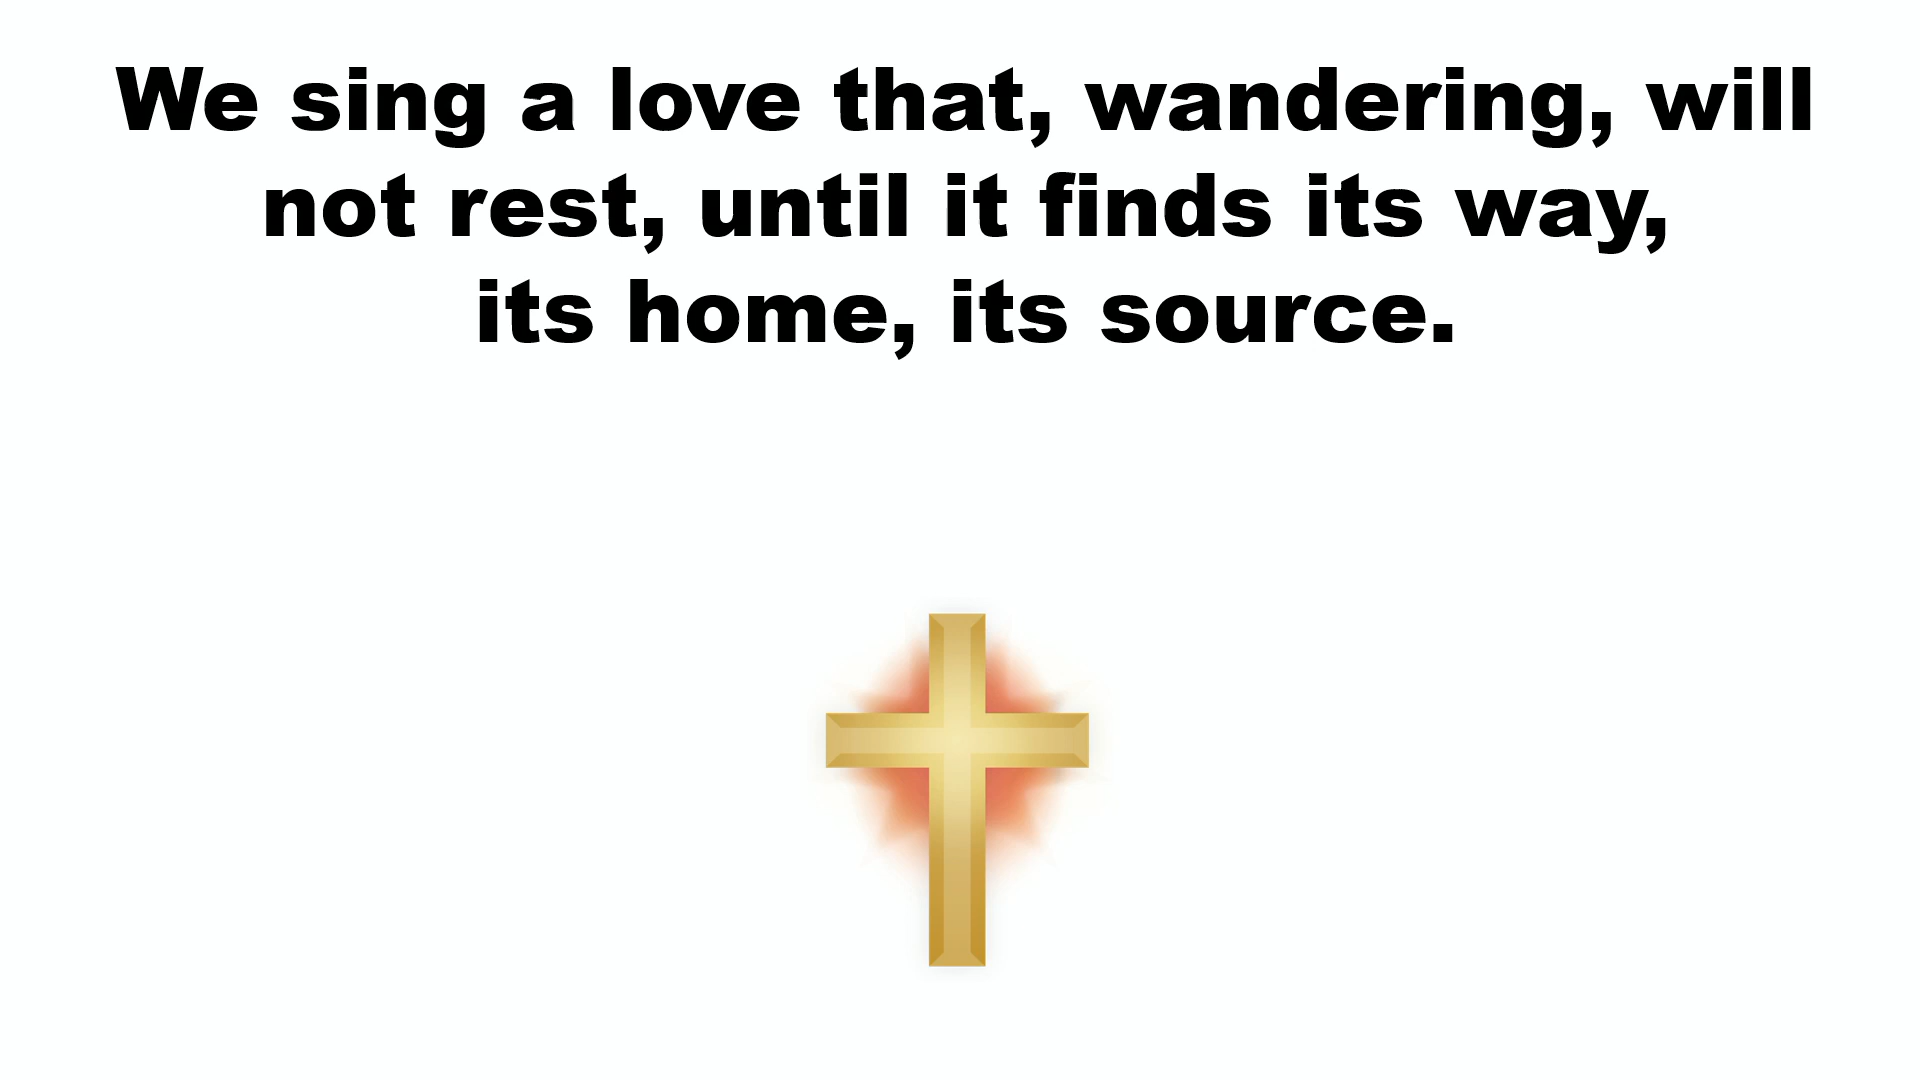 We sing a love that, wandering, will
not rest, until it finds its way,
its home, its source.